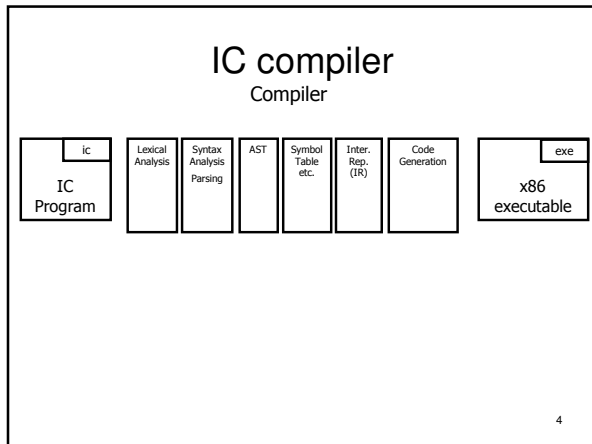 IC compiler
Compiler
ic
IC
Program
Lexical
Analysis
Syntax
Analysis
Parsing
AST
Symbol
Table
etc.
Inter.
Rep.
(IR)
Code
Generation
exe
x86
executable
4